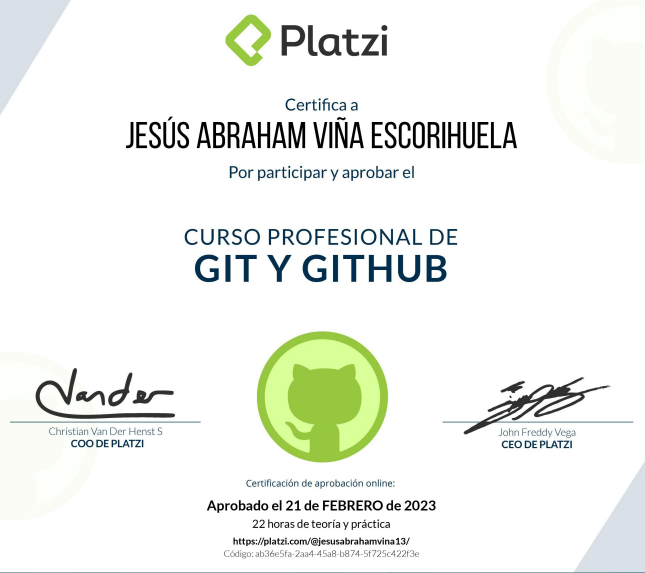 Platzi
Certifica a
JESÚS ABRAHAM VIÑA ESCORIHUELA
Por participar y aprobar el
CURSO PROFESIONAL DE
GIT Y GITHUB
Vander
Christian Van Der Henst S
COO DE PLATZI
John Freddy Vega
CEO DE PLATZI
Certificación de aprobación online:
Aprobado el 21 de FEBRERO de 2023
22 horas de teoría y práctica
https://platzi.com/@jesusabrahamvina13/
Código: ab36e5fa-2aa4-45a8-b874-5f725c422f3e